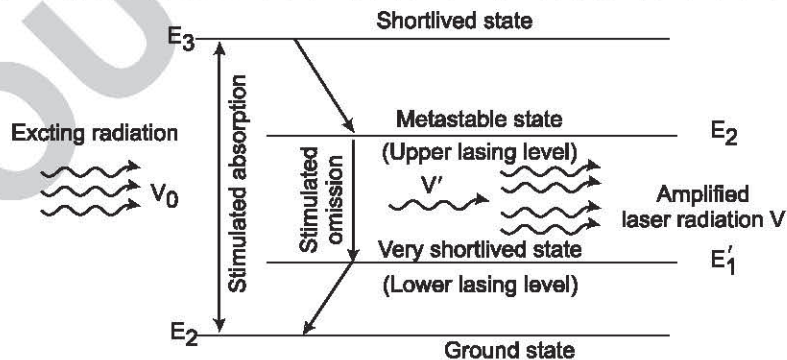 Shortlived state
E3
Stimulated absorption
Metastable state
E2
(Upper lasing level)
Excting radiation
V0
Stimulated
omission
V'
Amplified
laser radiation V
Very shortlived state
E1'
(Lower lasing level)
E2
Ground state